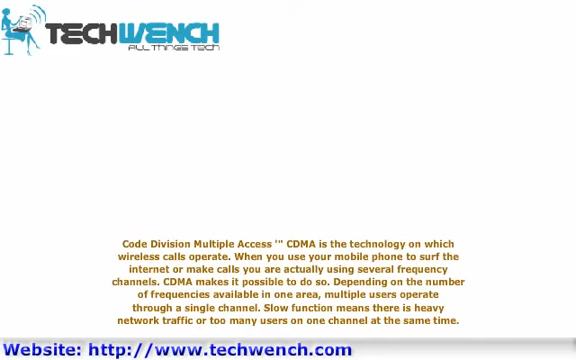 TECHWENCH
ALL THINGS TECH
Code Division Multiple Access '" CDMA is the technology on which
wireless calls operate. When you use your mobile phone to surf the
internet or make calls you are actually using several frequency
channels. CDMA makes it possible to do so. Depending on the number
of frequencies available in one area, multiple users operate
through a single channel. Slow function means there is heavy
network traffic or too many users on one channel at the same time.
Website: http://www.techwench.com